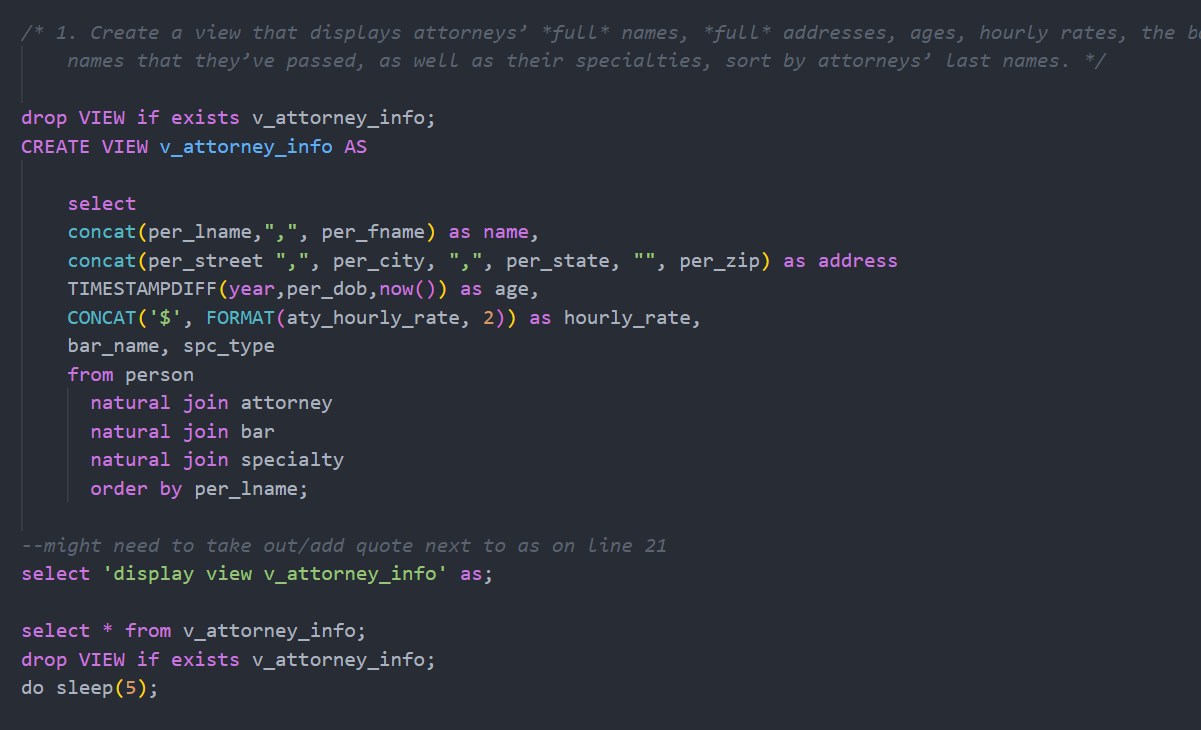 /* 1. Create a view that displays attorneys’ *full* names, *full* addresses, ages, hourly rates, the
names that they’ve passed, as well as their specialties, sort by attorneys’ last names. */
drop VIEW if exists v_attorney_info;
CREATE VIEW v_attorney_info AS
select
concat(per_lname,",", per_fname) as name,
concat(per_street ",", per_city, ",", per_state, "", per_zip) as address
TIMESTAMPDIFF(year,per_dob,now()) as age,
CONCAT('$', FORMAT(aty_hourly_rate, 2)) as hourly_rate,
bar_name, spc_type
from person
natural join attorney
natural join bar
natural join specialty
order by per_lname;
--might need to take out/add quote next to as on line 21
select 'display view v_attorney_info' as;
select * from v_attorney_info;
drop VIEW if exists v_attorney_info;
do sleep(5);